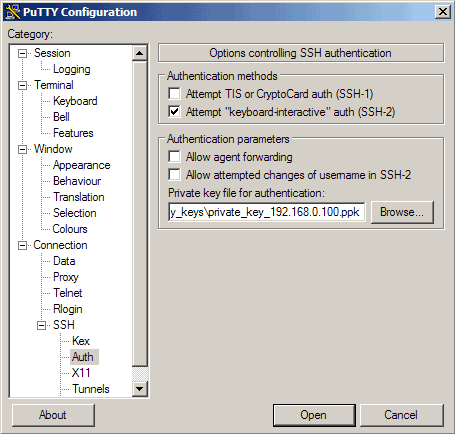 PuTTY Configuration
Category:
Session
Logging
Terminal
Keyboard
Bell
Features
Window
Appearance
Behaviour
Translation
Selection
Colours
Connection
Data
Proxy
Telnet
Rlogin
SSH
Kex
Auth
X11
Tunnels
Options controlling SSH authentication
Authentication methods
Attempt TIS or CryptoCard auth (SSH-1)
Attempt "keyboard-interactive" auth (SSH-2)
Authentication parameters
Allow agent forwarding
Allow attempted changes of username in SSH-2
Private key file for authentication:
y_keys\private_key_192.168.0.100.ppk
Browse...
About
Open
Cancel